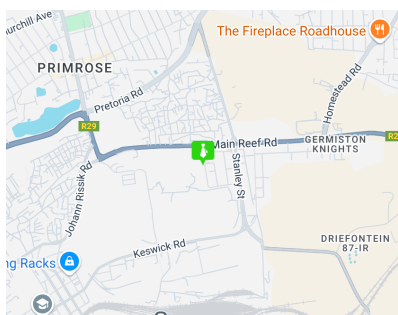 urchill Ave
The Fireplace Roadhouse
PRIMROSE
Pretoria Rd
Homestead Rd
R29
R2
Main Reef Rd
GERMISTON
KNIGHTS
Stanley St
Johann Rissik Rd
Keswick Rd
DRIEFONTEIN
87-IR
ng Racks